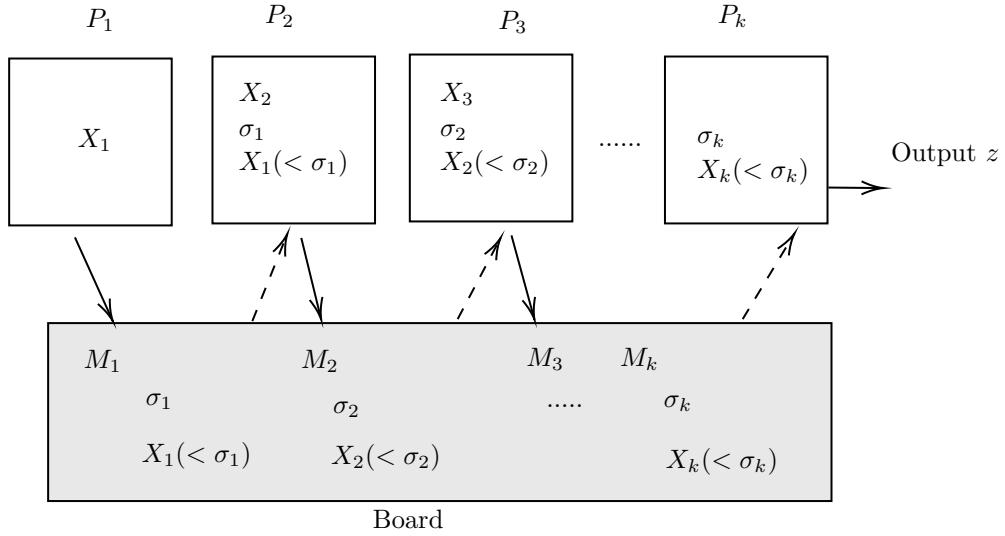 P₁ P₂ P₃ Pₖ
X₁
X₂
σ₁
X₁(< σ₁)
X₃
σ₂
X₂(< σ₂)
......
σₖ
Xₖ(< σₖ)
Output z
M₁ M₂ M₃ Mₖ
σ₁ σ₂ ..... σₖ
X₁(< σ₁) X₂(< σ₂) Xₖ(< σₖ)
Board